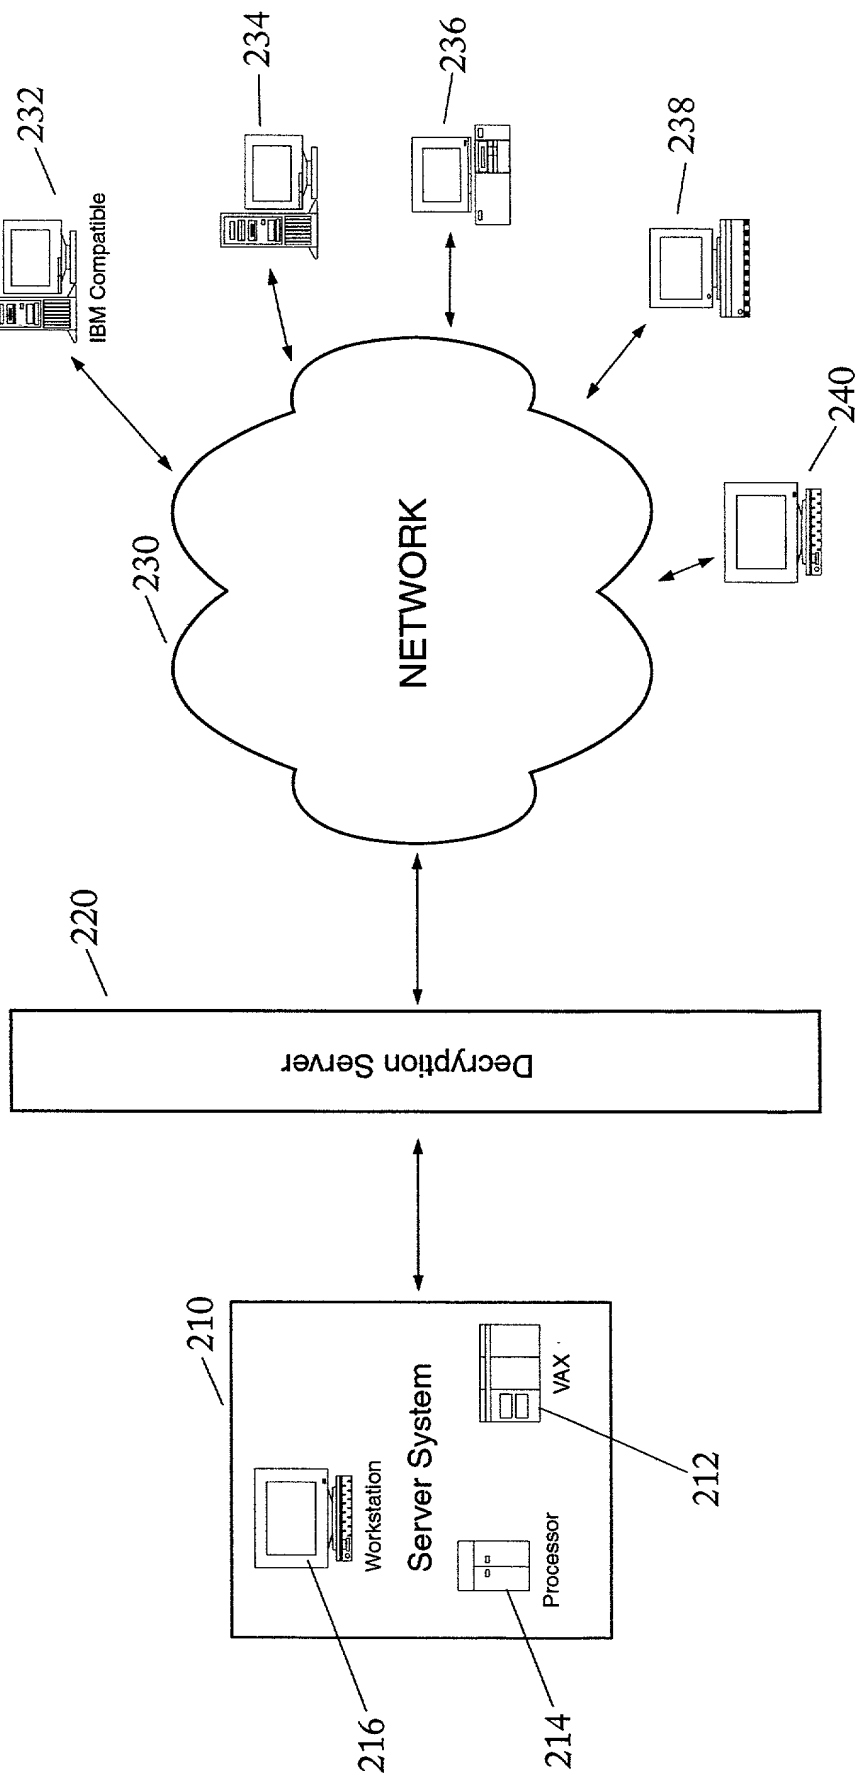 232
IBM Compatible
234
236
238
240
230
NETWORK
220
Decryption Server
210
Server System
216
Workstation
214
Processor
212
VAX